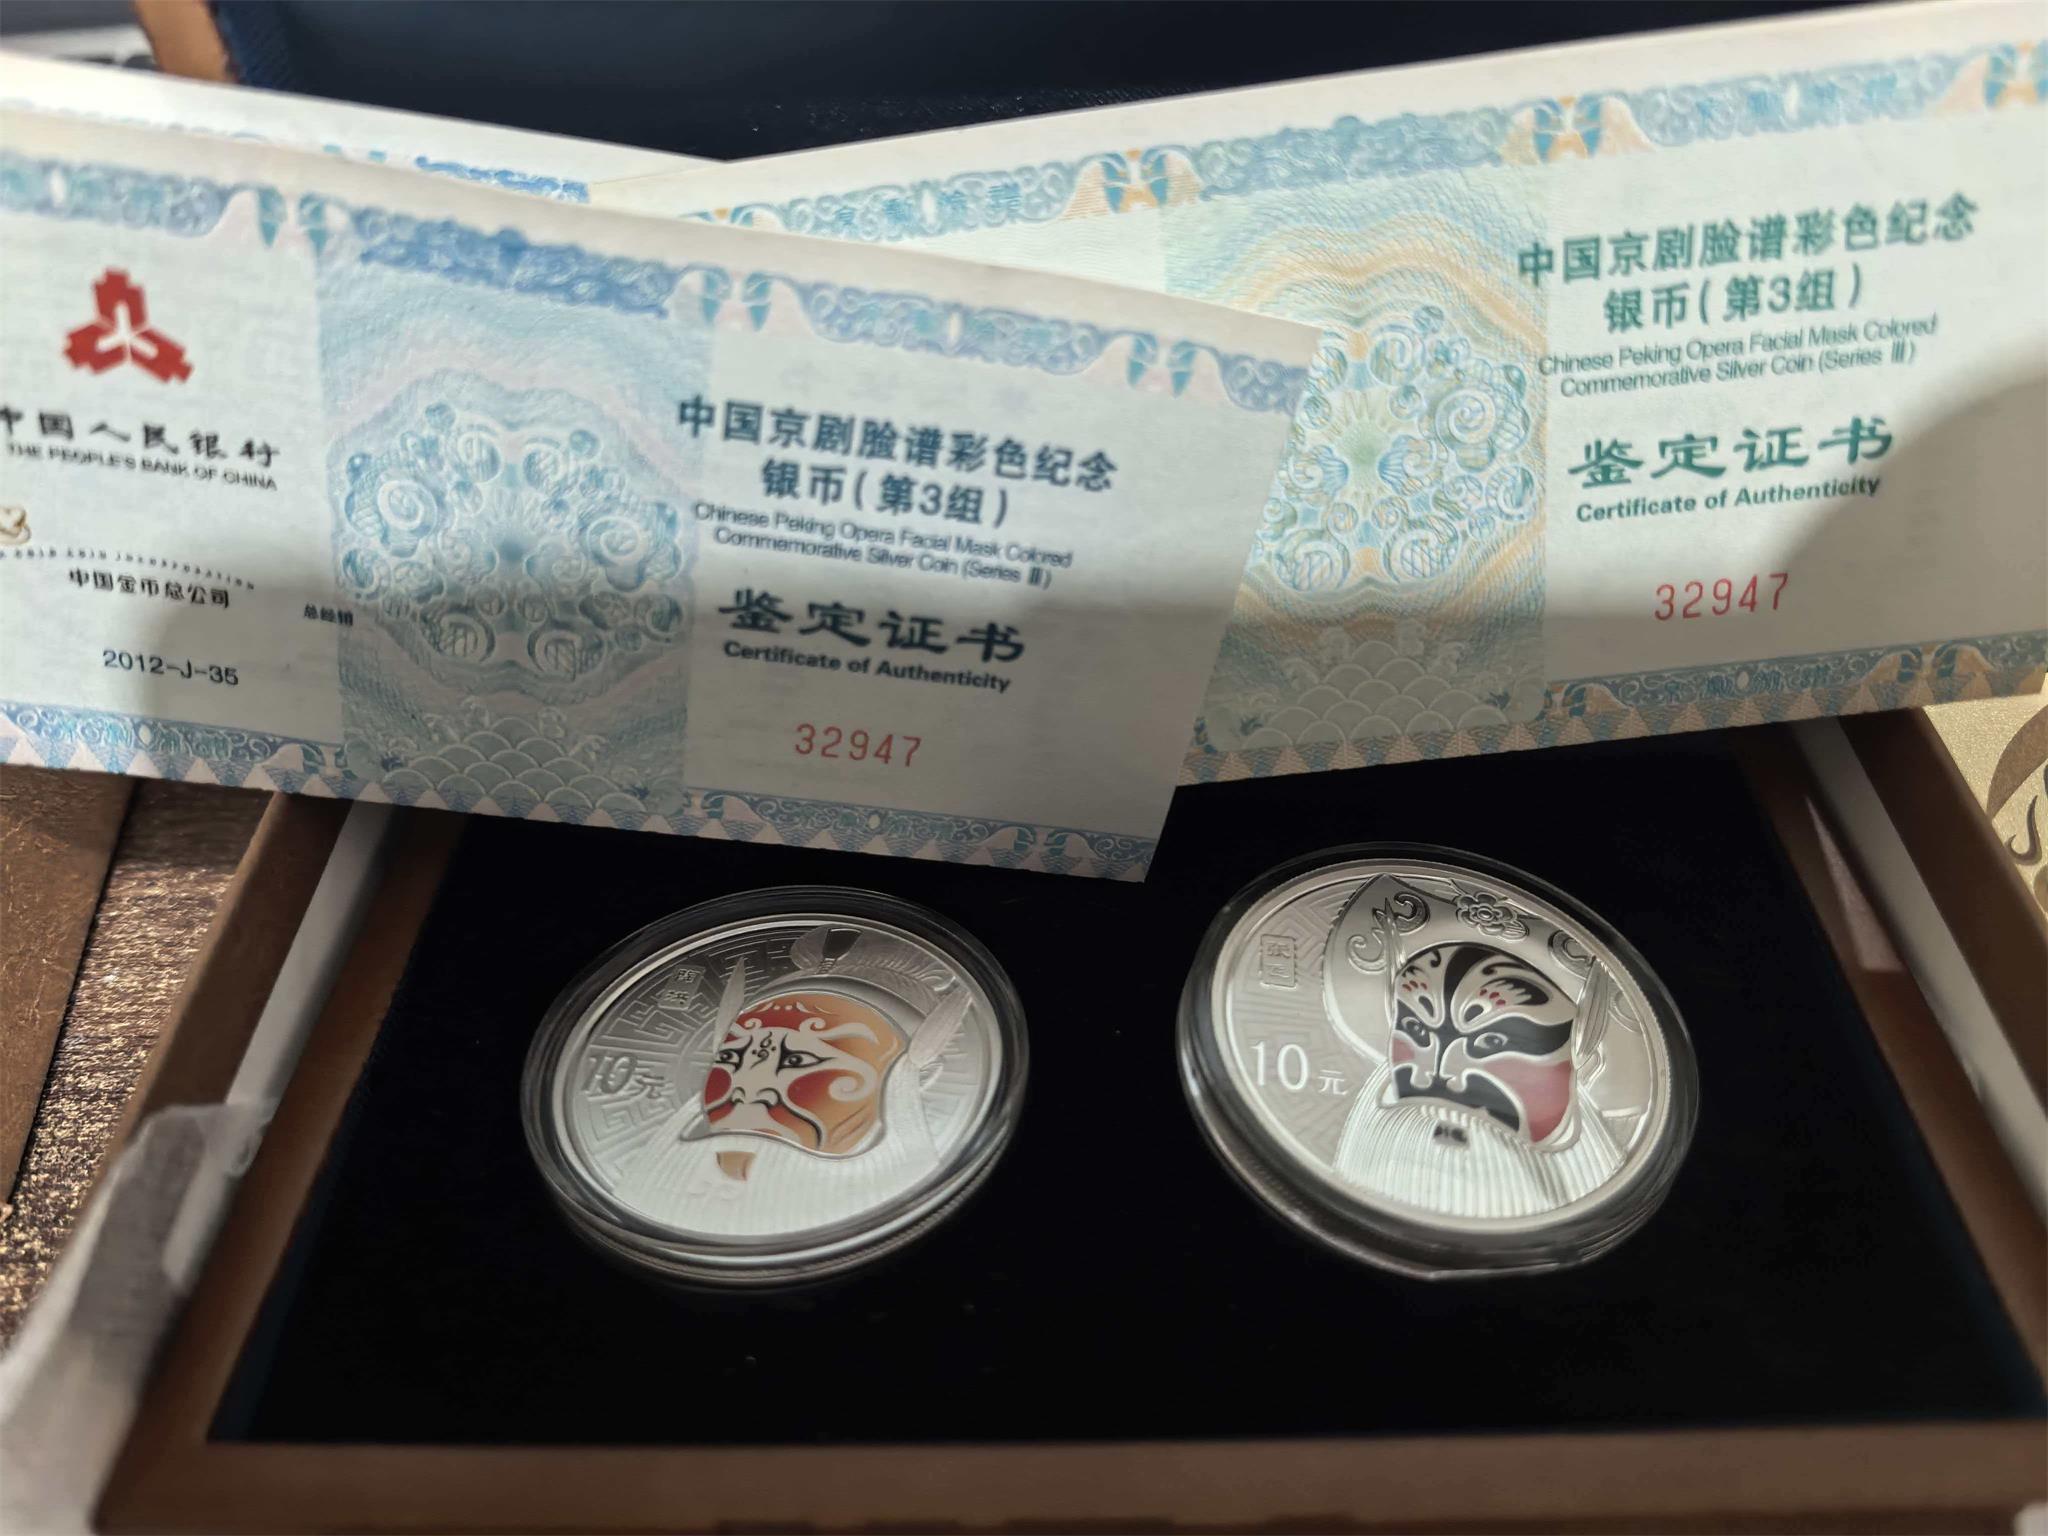 中国人民银行
THE PEOPLE'S BANK OF CHINA
中国金币总公司
总经销
2012-J-35
中国京剧脸谱彩色纪念
银币(第3组)
Chinese Peking Opera Facial Mask Colored
Commemorative Silver Coin (Series Ⅲ)
鉴定证书
Certificate of Authenticity
32947
中国京剧脸谱彩色纪念
银币(第3组)
Chinese Peking Opera Facial Mask Colored
Commemorative Silver Coin (Series Ⅲ)
鉴定证书
Certificate of Authenticity
32947
10元
张飞
10元